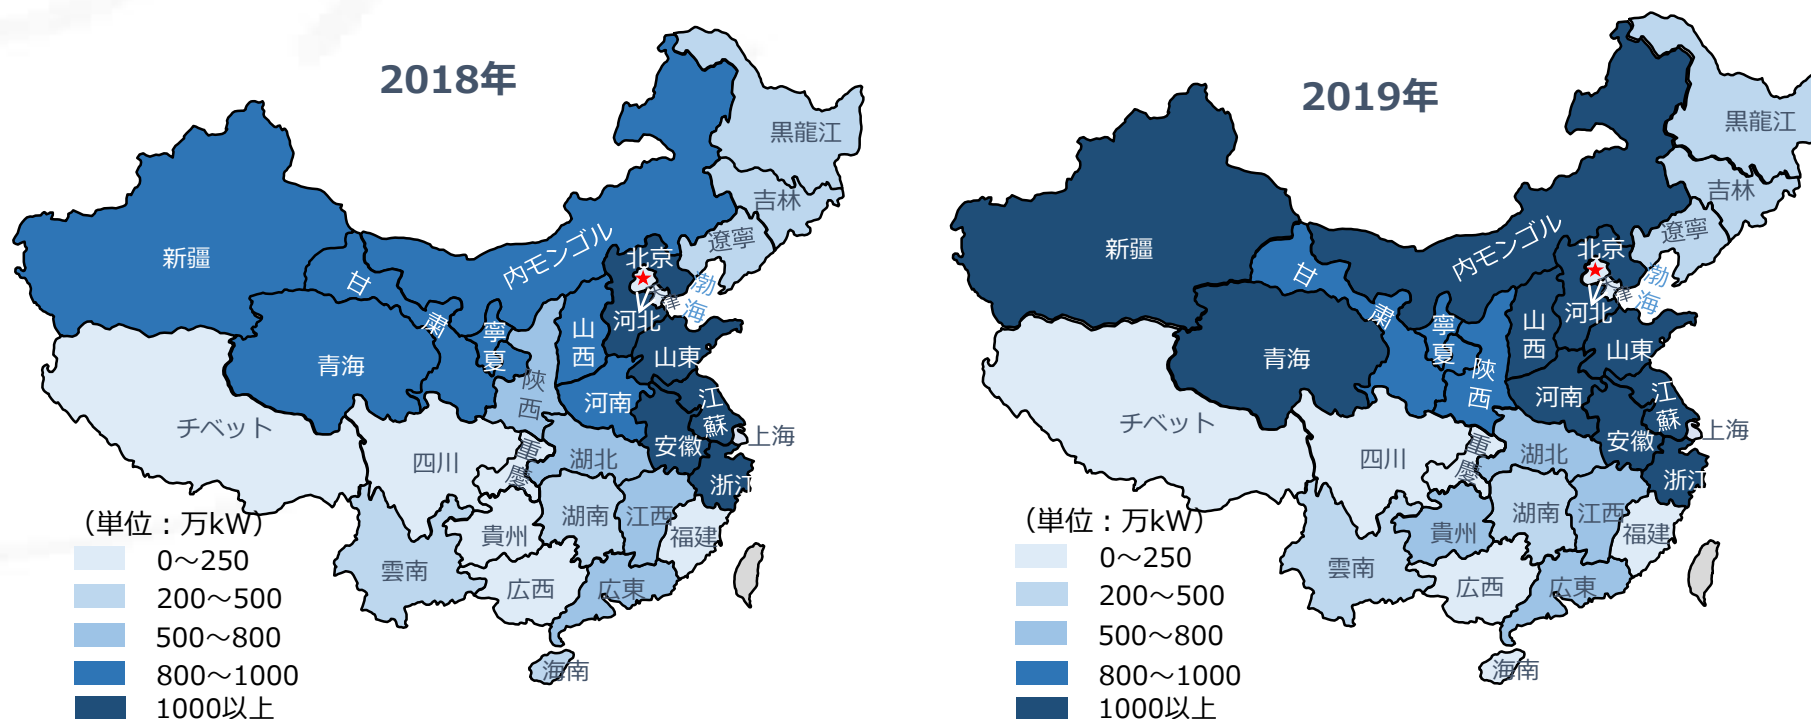 2018年
黒龍江
吉林
遼寧
内モンゴル
新疆
北京
渤海
天津
甘粛
寧夏
山西
河北
山東
青海
陝西
河南
江蘇
チベット
安徽
上海
四川
重慶
湖北
浙江
(単位：万kW)
湖南
江西
福建
貴州
雲南
広西
広東
海南
0～250
200～500
500～800
800～1000
1000以上
2019年
黒龍江
吉林
遼寧
内モンゴル
新疆
北京
渤海
天津
甘粛
寧夏
山西
河北
山東
青海
陝西
河南
江蘇
チベット
安徽
上海
四川
重慶
湖北
浙江
(単位：万kW)
湖南
江西
福建
貴州
雲南
広西
広東
海南
0～250
200～500
500～800
800～1000
1000以上